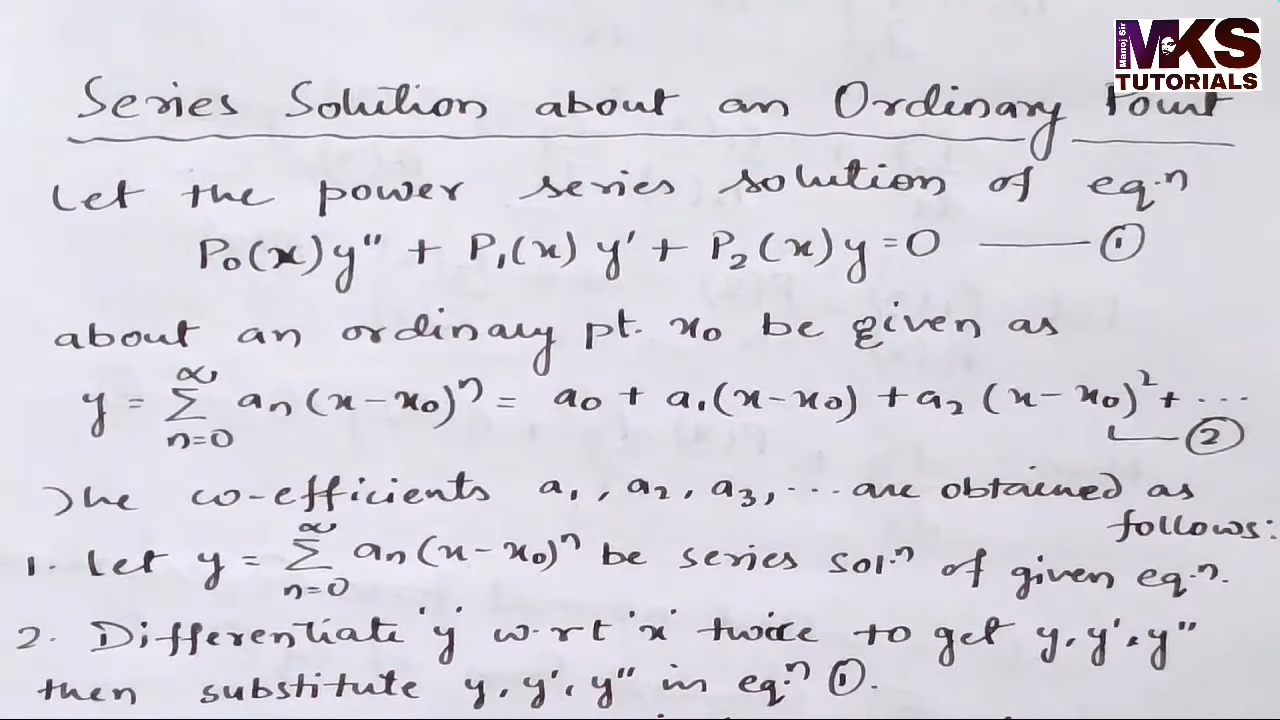 Manoj Sir
MKS
TUTORIALS
Series Solution about an Ordinary Point
Let the power series solution of eq.n
P₀(x)y'' + P₁(x) y' + P₂(x)y = 0 —— ①
about an ordinary pt. x₀ be given as
y = ∑_{n=0}^{∞} aₙ(x-x₀)ⁿ = a₀ + a₁(x-x₀) + a₂(x-x₀)² + ...
②
The co-efficients a₁, a₂, a₃, ... are obtained as
follows:
1. Let y = ∑_{n=0}^{∞} aₙ(x-x₀)ⁿ be series sol.n of given eq.n.
2. Differentiate 'y' w.rt 'x' twice to get y, y', y''
then substitute y, y', y'' in eq.n ①.